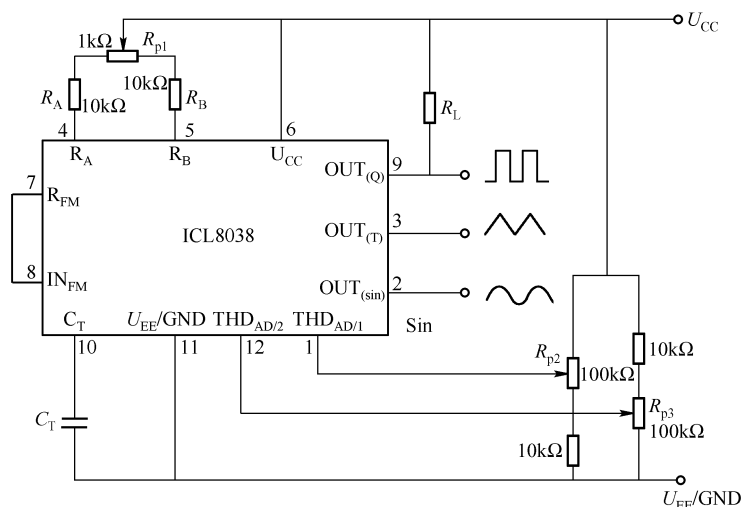 U_CC
1kΩ R_p1
R_A 10kΩ 10kΩ R_B
R_L
4 5 6
R_A R_B U_CC
OUT_(Q) 9
7 R_FM
ICL8038
OUT_(T) 3
8 IN_FM
OUT_(sin) 2
C_T U_EE/GND THD_AD/2 THD_AD/1 Sin
10 11 12 1
R_p2 100kΩ
10kΩ
R_p3 100kΩ
C_T
10kΩ
U_EE/GND